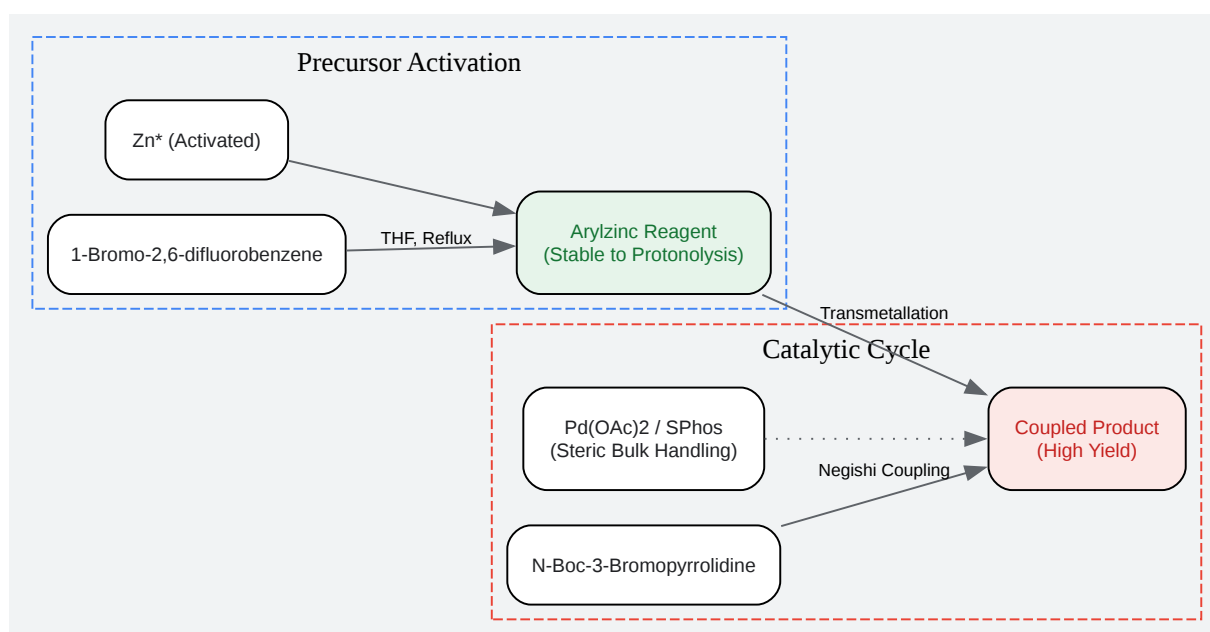 Precursor Activation
Zn* (Activated)
1-Bromo-2,6-difluorobenzene
THF, Reflux
Arylzinc Reagent
(Stable to Protonolysis)
Transmetallation
Catalytic Cycle
Pd(OAc)2 / SPhos
(Steric Bulk Handling)
Coupled Product
(High Yield)
Negishi Coupling
N-Boc-3-Bromopyrrolidine